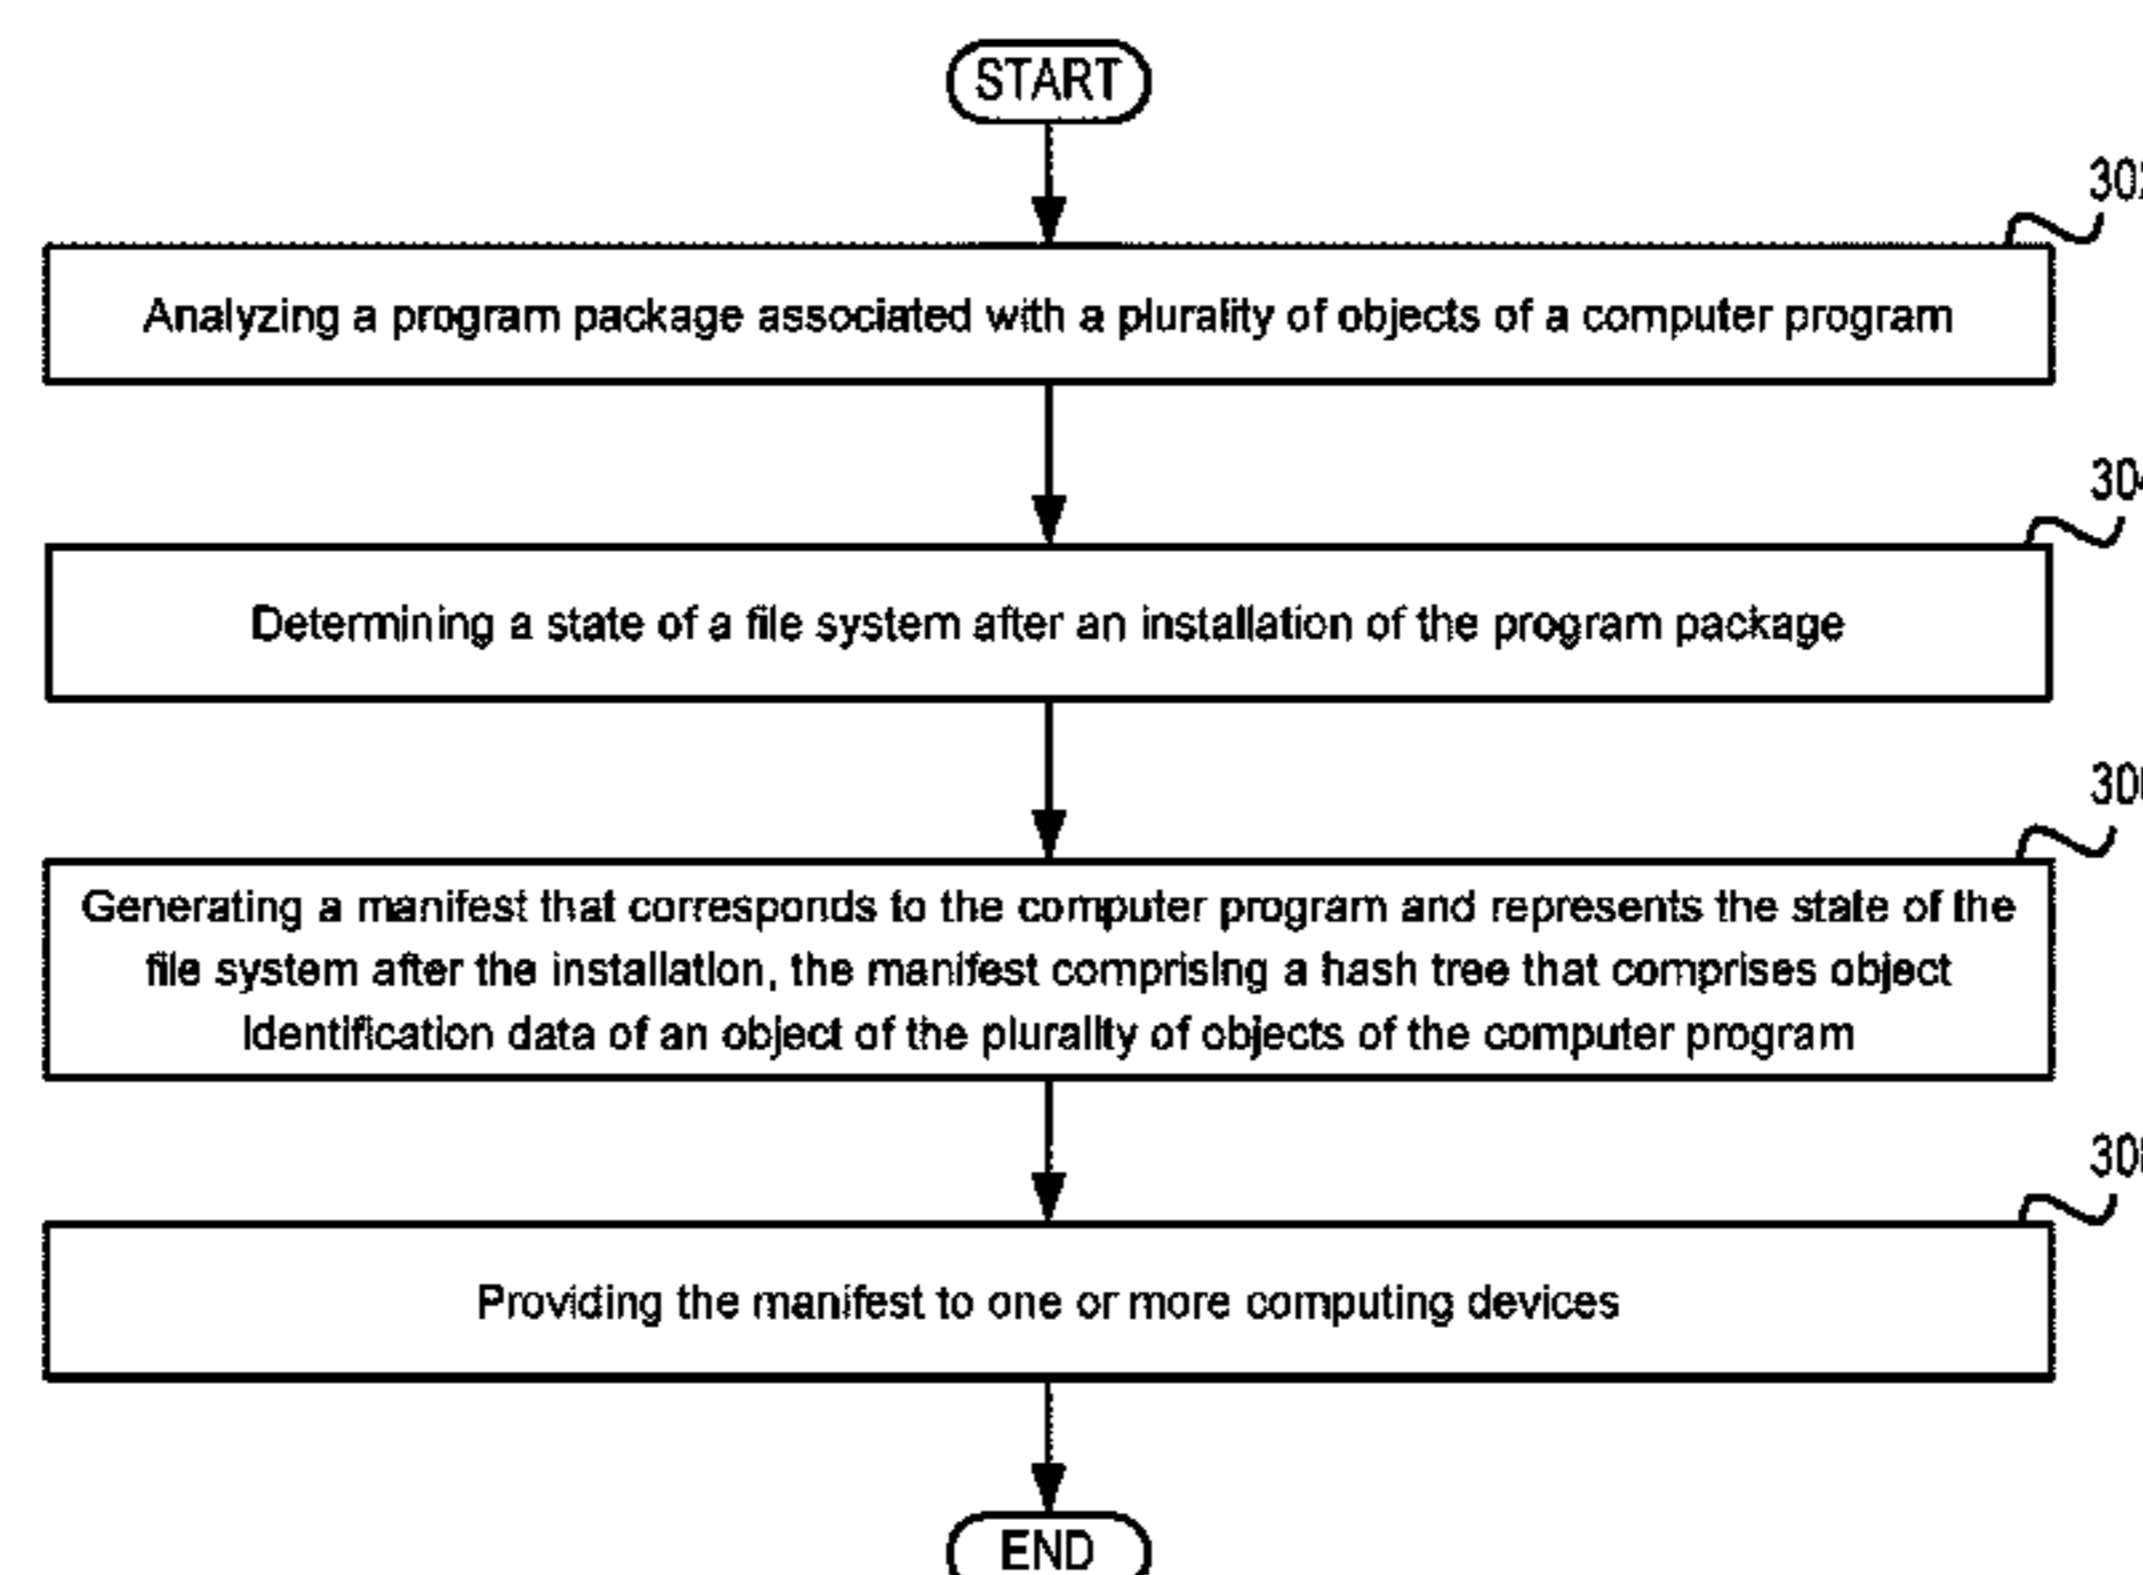 START
Analyzing a program package associated with a plurality of objects of a computer program
Determining a state of a file system after an installation of the program package
Generating a manifest that corresponds to the computer program and represents the state of the
file system after the installation, the manifest comprising a hash tree that comprises object
identification data of an object of the plurality of objects of the computer program
Providing the manifest to one or more computing devices
END